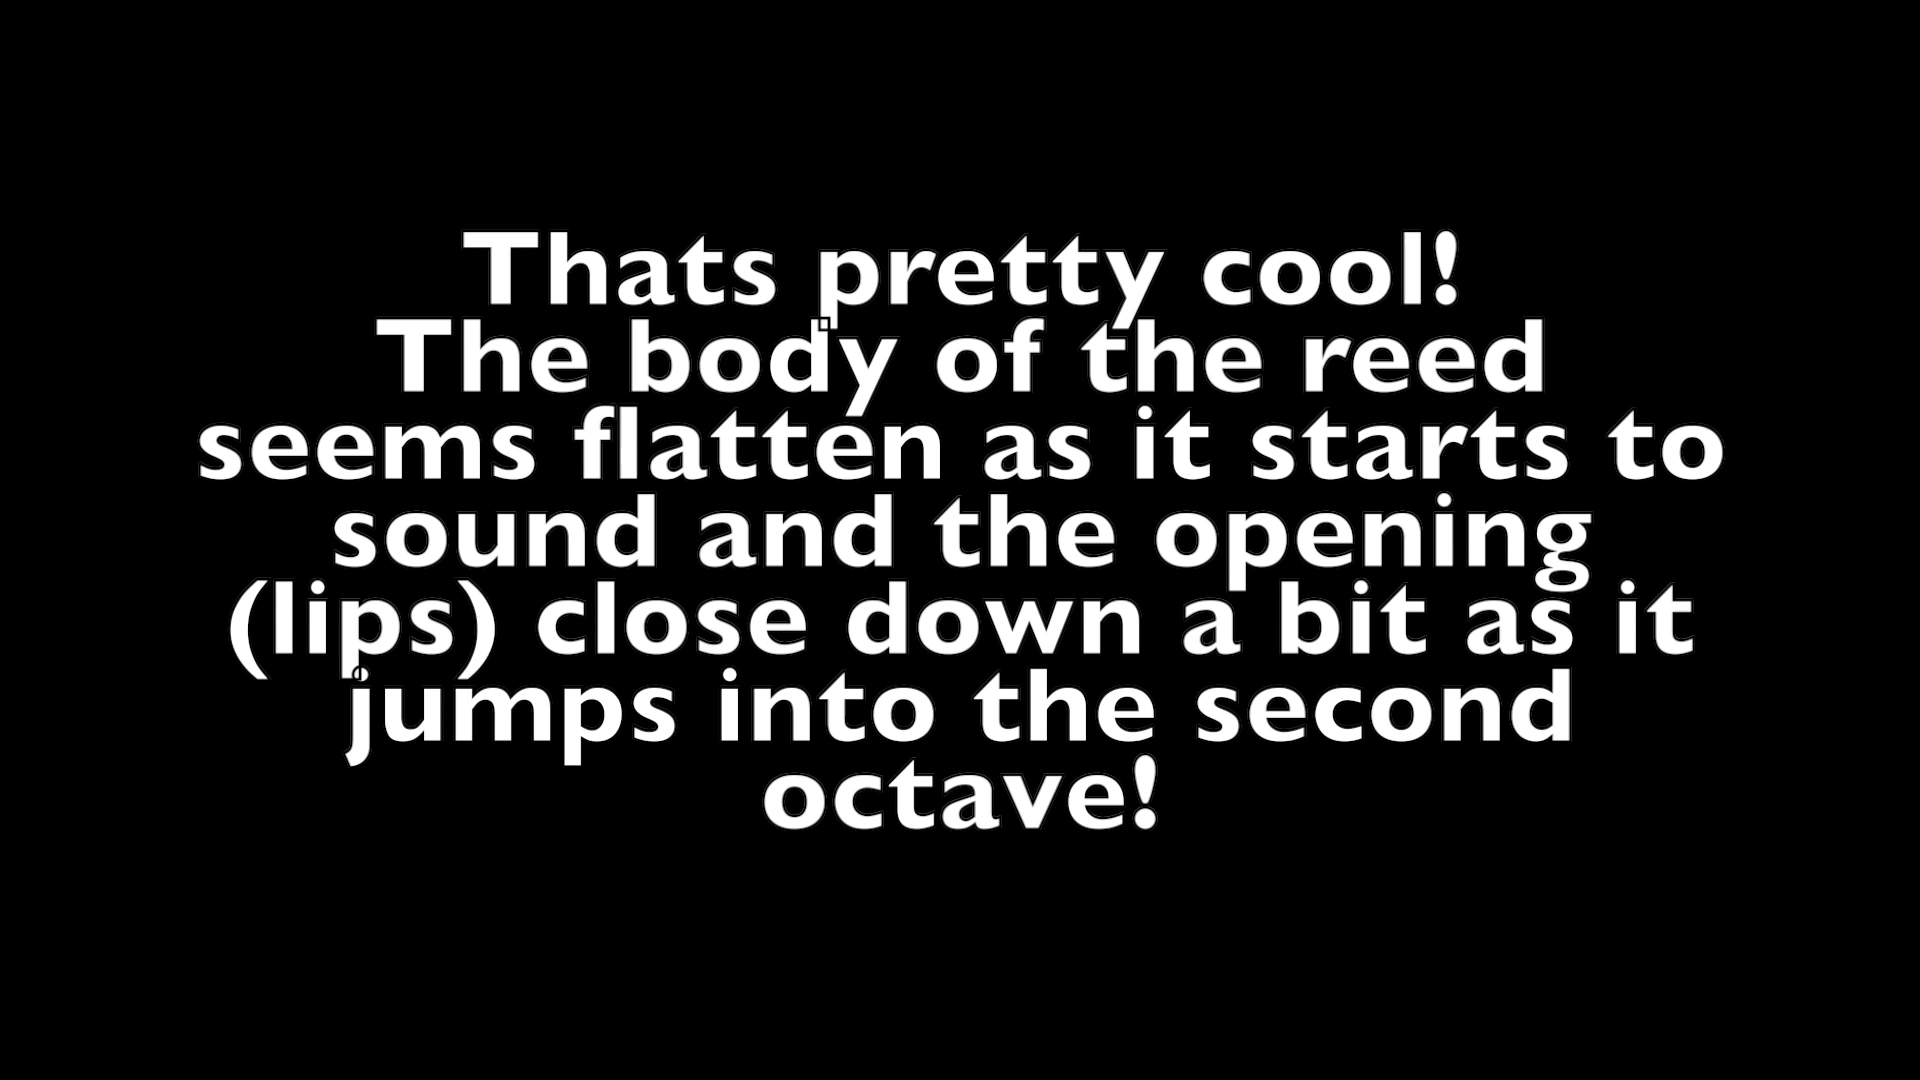 Thats pretty cool!
The body of the reed
seems flatten as it starts to
sound and the opening
(lips) close down a bit as it
jumps into the second
octave!